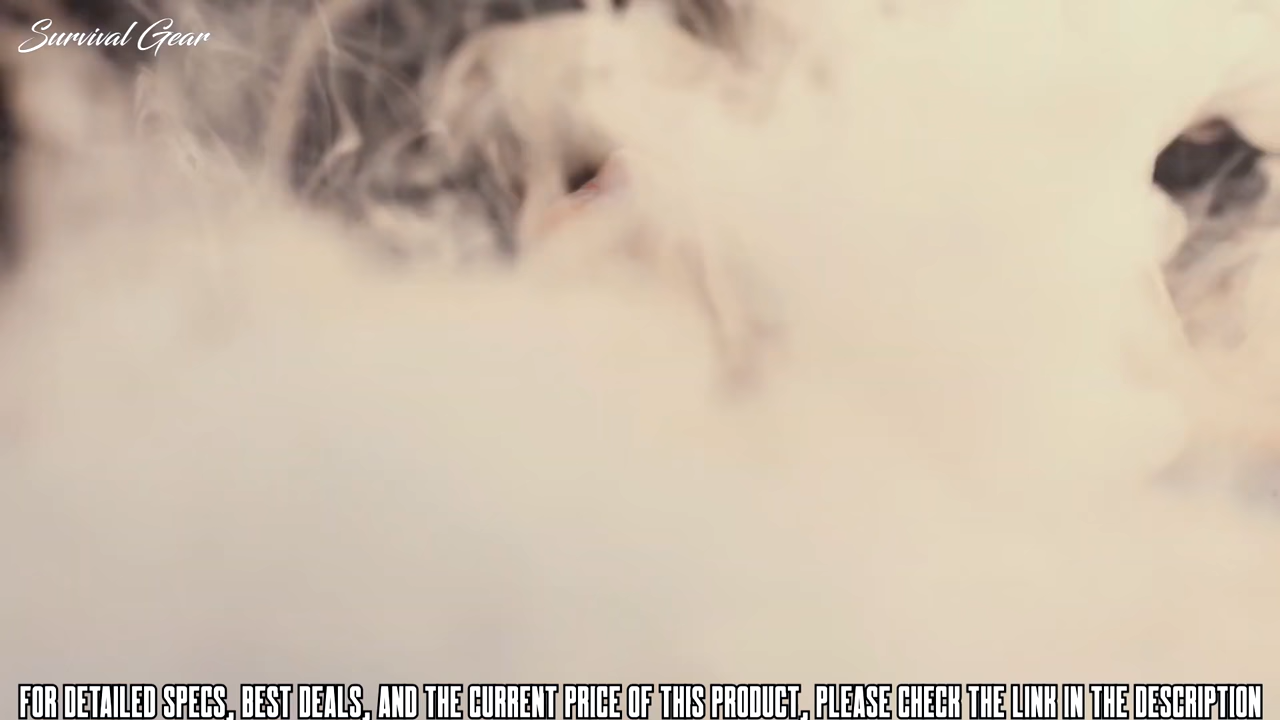 Survival Gear
FOR DETAILED SPECS, BEST DEALS, AND THE CURRENT PRICE OF THIS PRODUCT, PLEASE CHECK THE LINK IN THE DESCRIPTION